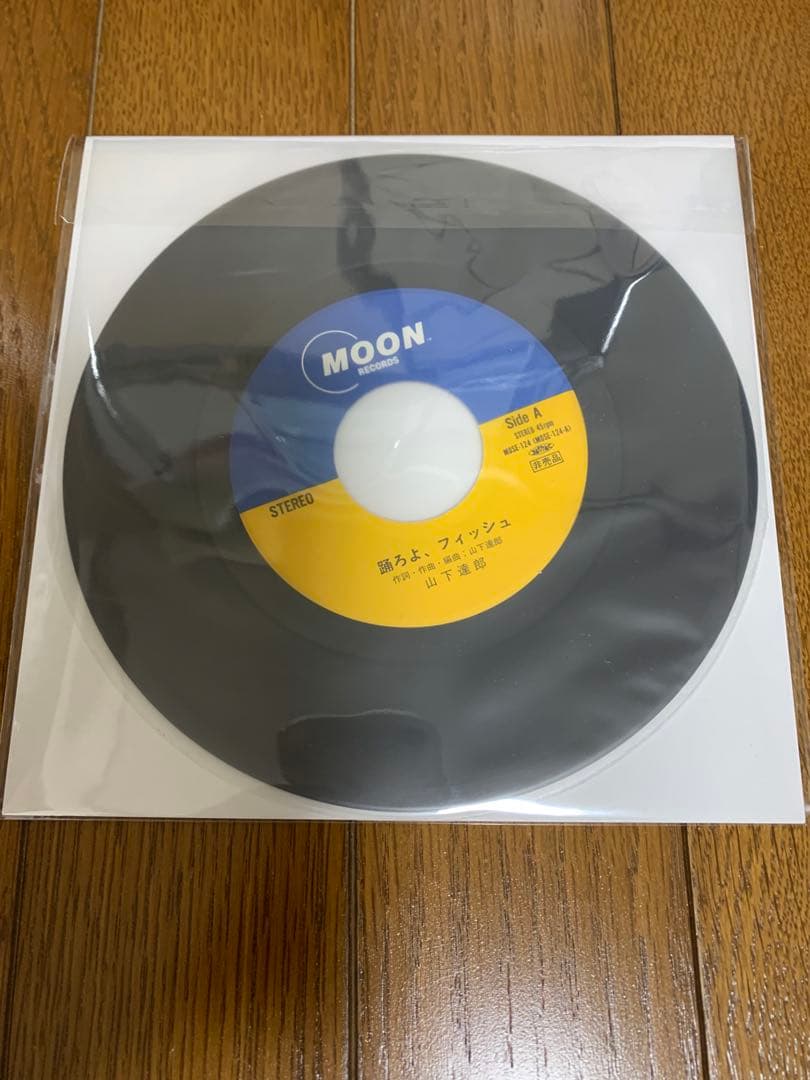 MOON
RECORDS
Side A
STEREO-45rpm
MOSE-124 (MOSE-124-A)
非売品
STEREO
踊ろよ、フィッシュ
作詞・作曲・編曲:山下達郎
山下達郎